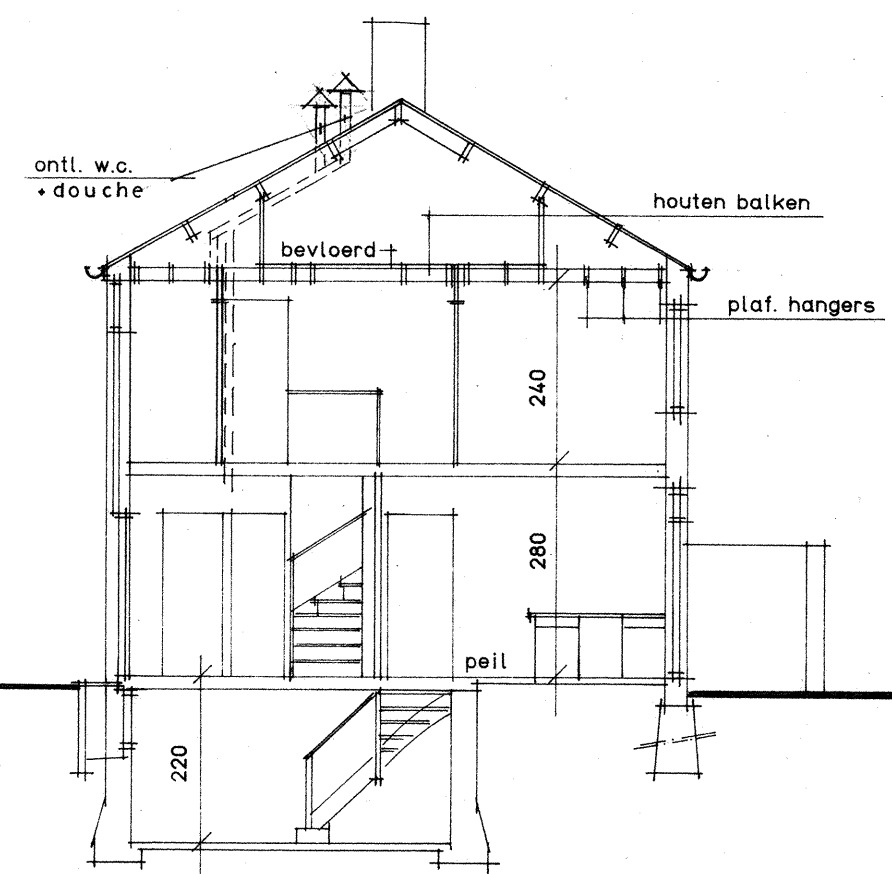 ontl. w.c.
+ douche
houten balken
bevloerd
plaf. hangers
240
280
peil
220